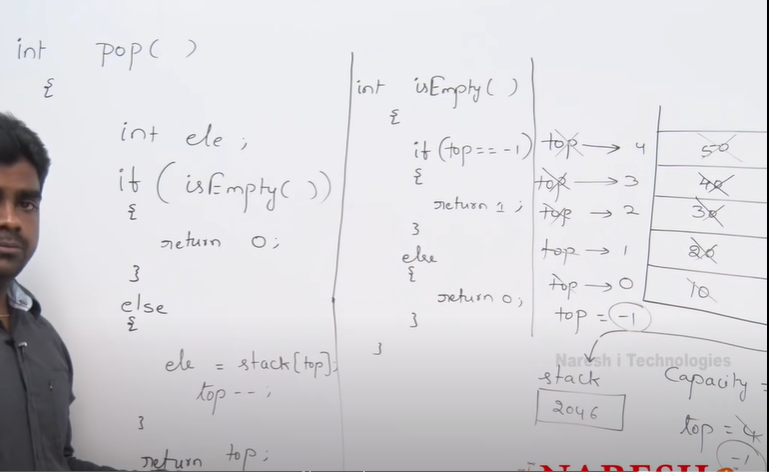 int pop( )
{
int ele ;
if ( isEmpty( ))
{
return 0;
}
else
{
ele = stack[top];
top -- ;
}
return top;
int isEmpty( )
{
if (top == -1)
{
return 1 ;
}
else
{
return 0;
}
}
top → 4 50
top → 3 40
top → 2 30
top → 1 20
top → 0 10
top = -1
Naresh i Technologies
stack
2046
Capacity =
top = 4
-1
NARESH